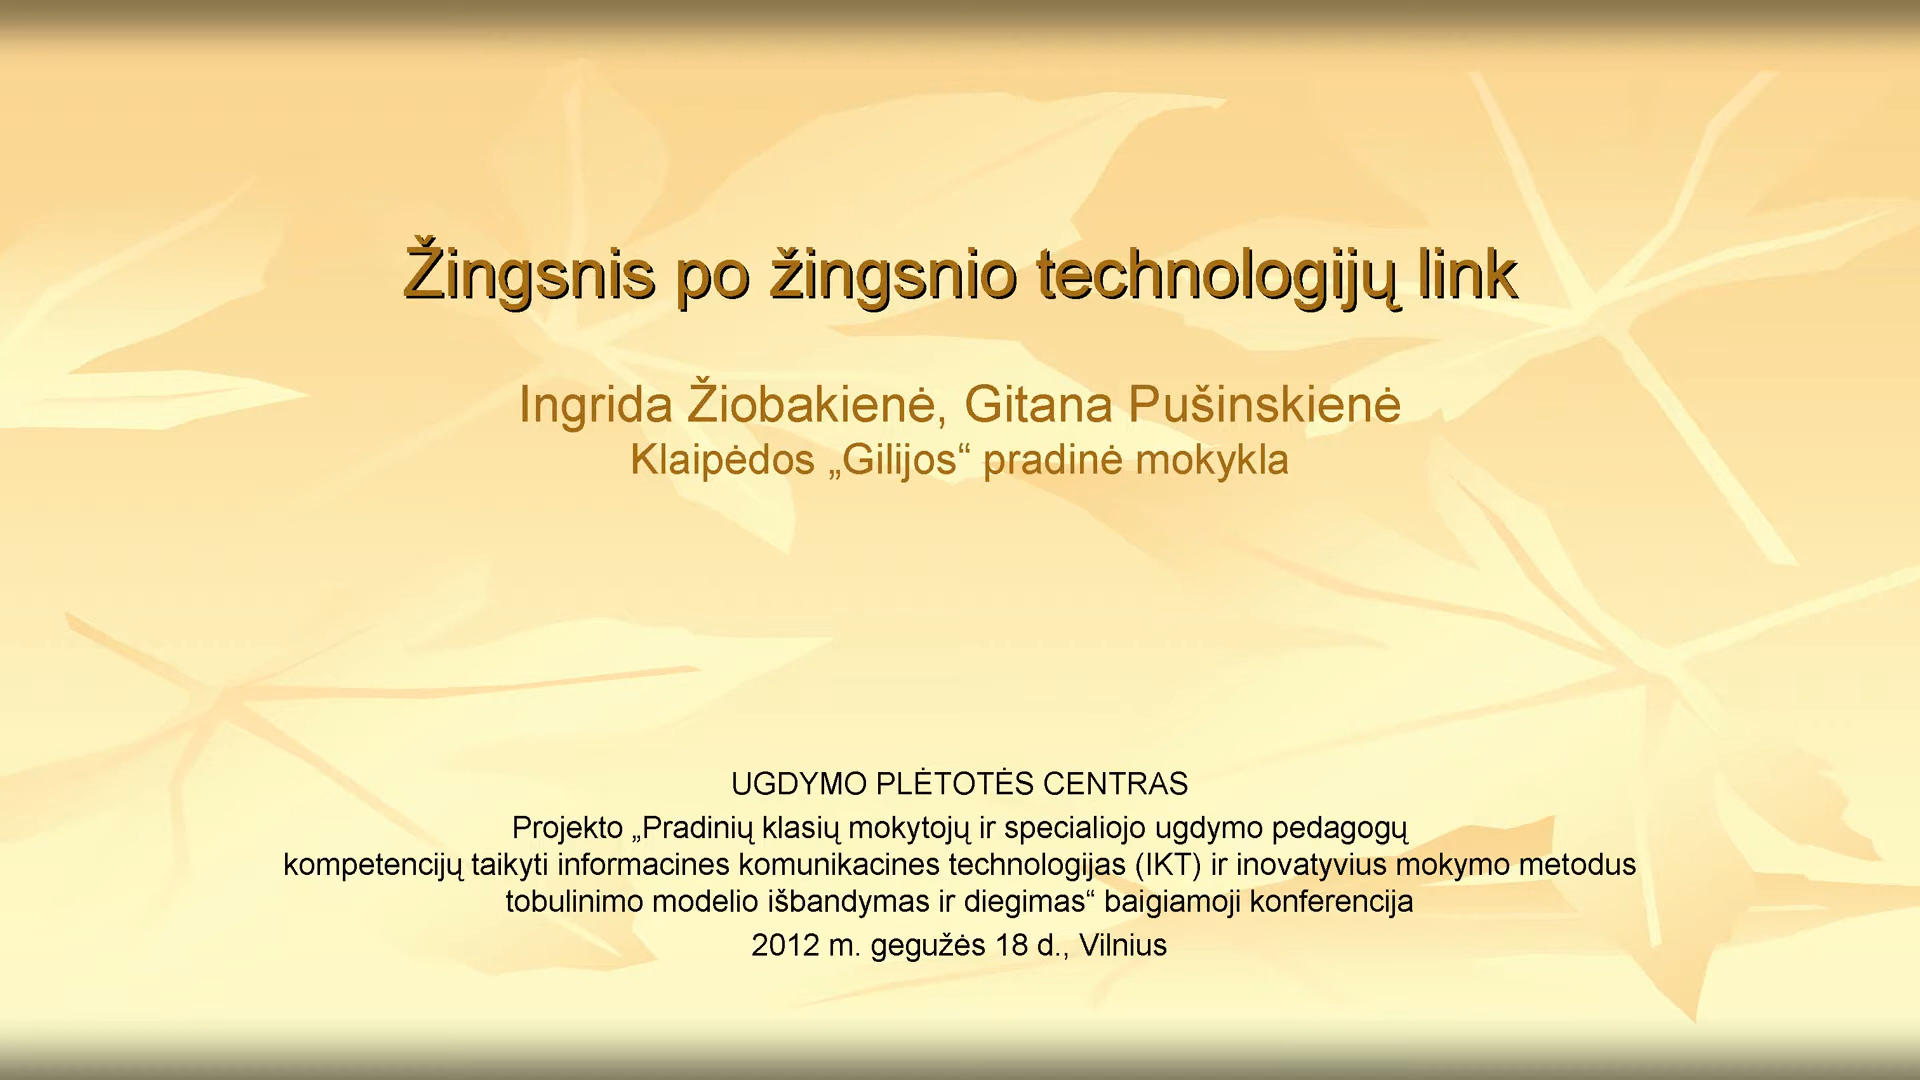 Žingsnis po žingsnio technologijų link
Ingrida Žiobakienė, Gitana Pušinskienė
Klaipėdos „Gilijos“ pradinė mokykla
UGDYMO PLĖTOTĖS CENTRAS
Projekto „Pradinių klasių mokytojų ir specialiojo ugdymo pedagogų
kompetencijų taikyti informacines komunikacines technologijas (IKT) ir inovatyvius mokymo metodus
tobulinimo modelio išbandymas ir diegimas“ baigiamoji konferencija
2012 m. gegužės 18 d., Vilnius